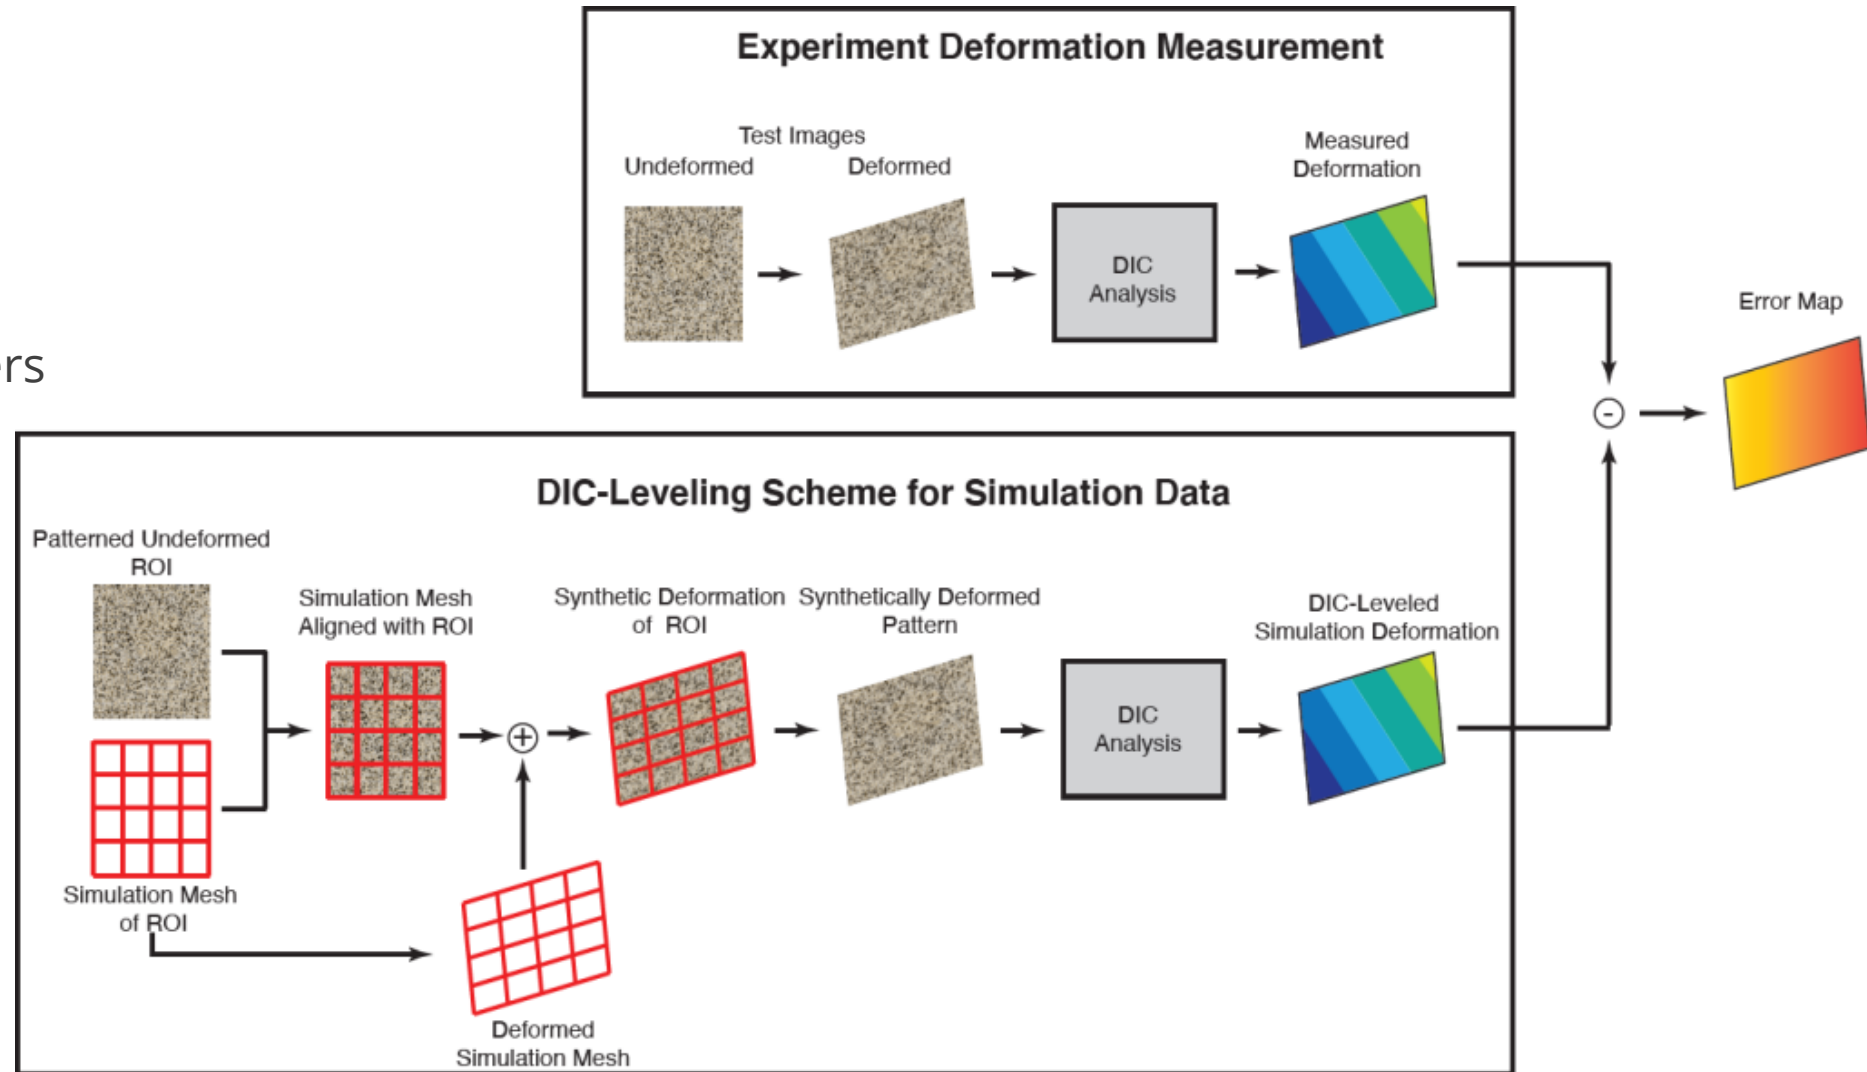 Experiment Deformation Measurement
Test Images
Undeformed
Deformed
Measured
Deformation
DIC
Analysis
Error Map
-
DIC-Leveling Scheme for Simulation Data
Patterned Undeformed
ROI
Simulation Mesh
Aligned with ROI
Synthetic Deformation
of ROI
Synthetically Deformed
Pattern
DIC-Leveled
Simulation Deformation
+
DIC
Analysis
Simulation Mesh
of ROI
Deformed
Simulation Mesh